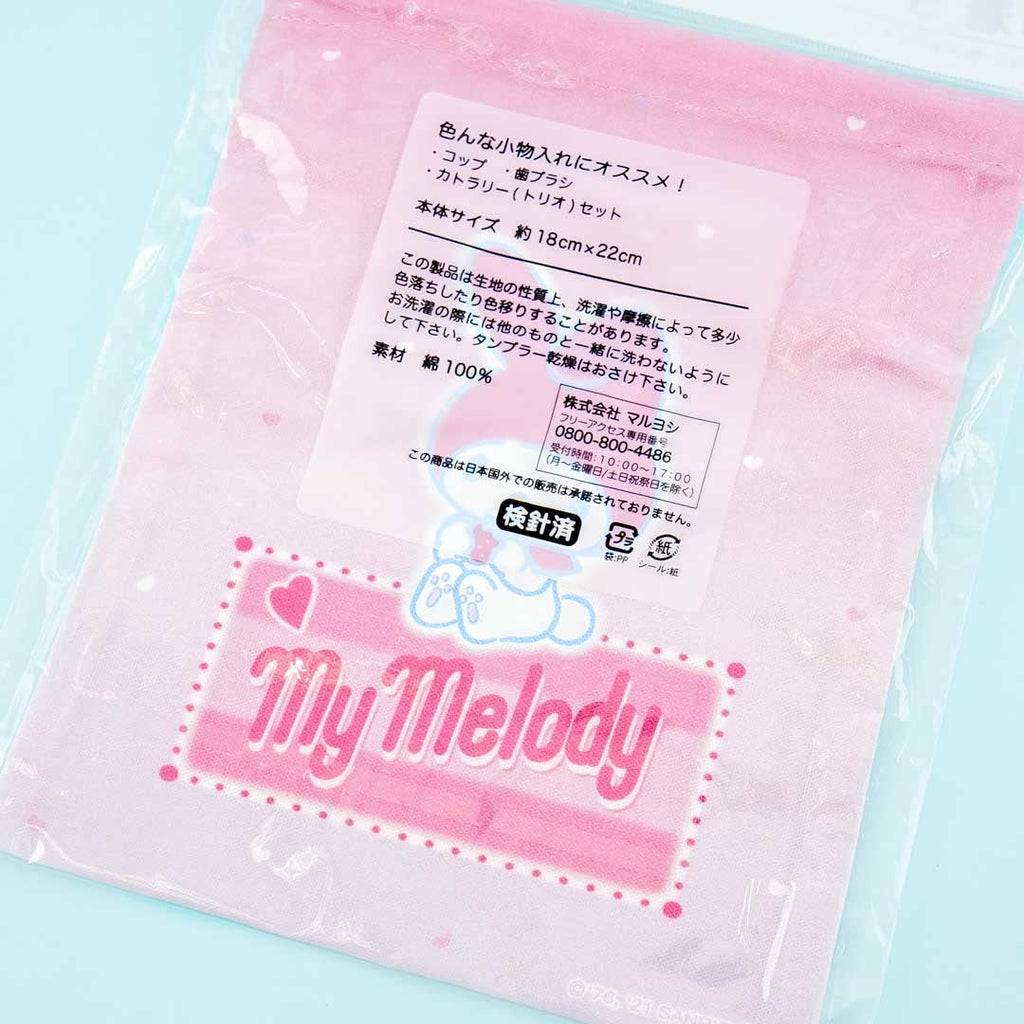 色んな小物入れにオススメ！
・コップ ・歯ブラシ
・カトラリー(トリオ)セット
本体サイズ 約18cm×22cm
この製品は生地の性質上、洗濯や摩擦によって多少
色落ちしたり色移りすることがあります。
お洗濯の際には他のものと一緒に洗わないように
して下さい。タンブラー乾燥はおさけ下さい。
素材 綿100%
株式会社 マルヨシ
フリーアクセス専用番号
0800-800-4486
受付時間：10:00〜17:00
(月〜金曜日/土日祝祭日を除く)
この商品は日本国外での販売は承諾されておりません。
検針済
プラ
袋:PP
紙
シール:紙
My Melody
©'76, '21